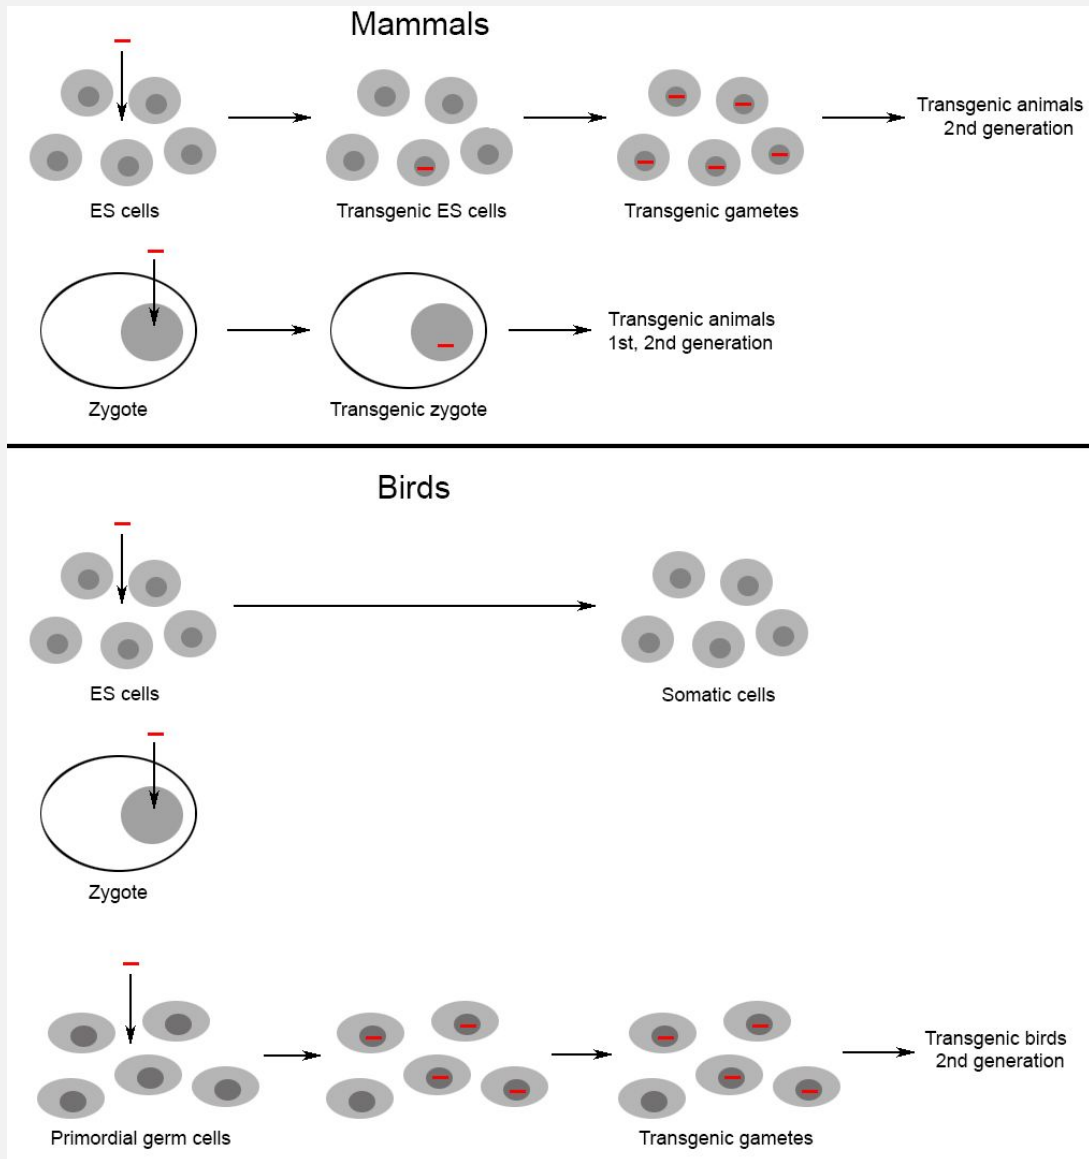 Mammals
Transgenic animals
2nd generation
ES cells
Transgenic ES cells
Transgenic gametes
Transgenic animals
1st, 2nd generation
Zygote
Transgenic zygote
Birds
ES cells
Somatic cells
Zygote
Transgenic birds
2nd generation
Primordial germ cells
Transgenic gametes